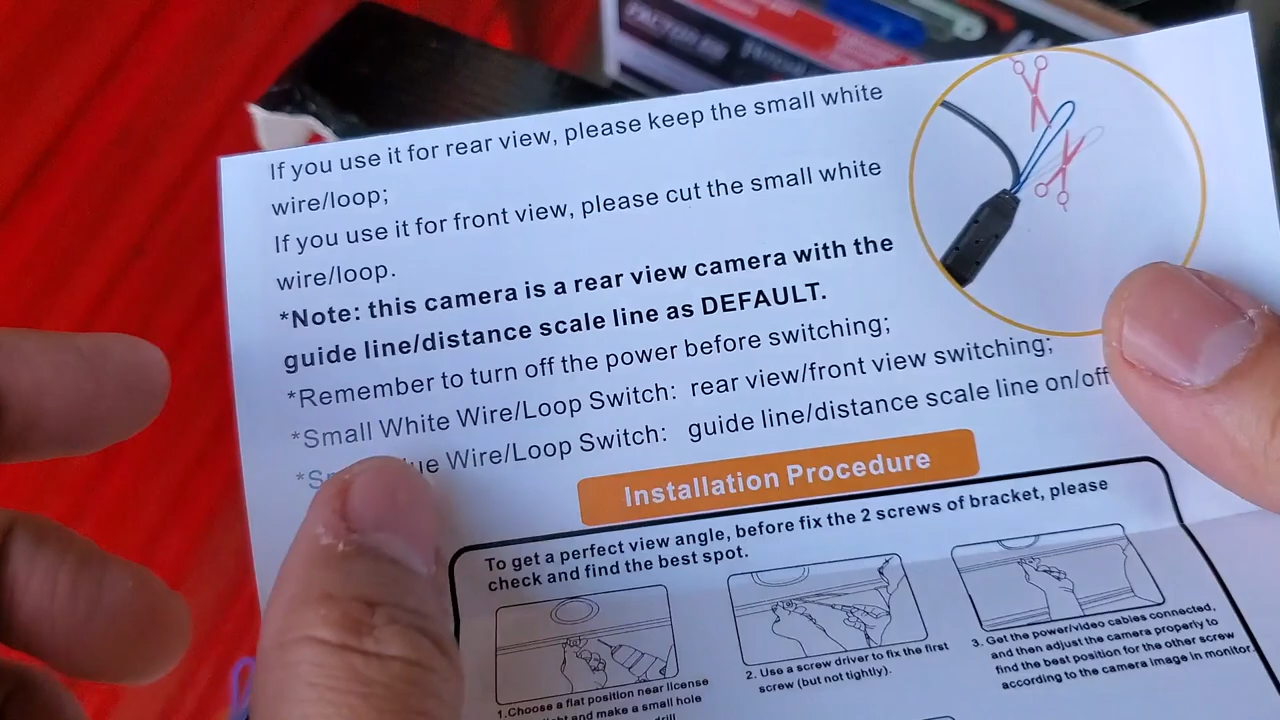 If you use it for rear view, please keep the small white
wire/loop;
If you use it for front view, please cut the small white
wire/loop.
*Note: this camera is a rear view camera with the
guide line/distance scale line as DEFAULT.
*Remember to turn off the power before switching;
*Small White Wire/Loop Switch: rear view/front view switching;
Wire/Loop Switch: guide line/distance scale line on/off
Installation Procedure
To get a perfect view angle, before fix the 2 screws of bracket, please
check and find the best spot.
1.Choose a flat position near license
and make a small hole
drill
2. Use a screw driver to fix the first
screw (but not tightly).
3. Get the power/video cables connected,
and then adjust the camera properly to
find the best position for the other screw
according to the camera image in monitor.